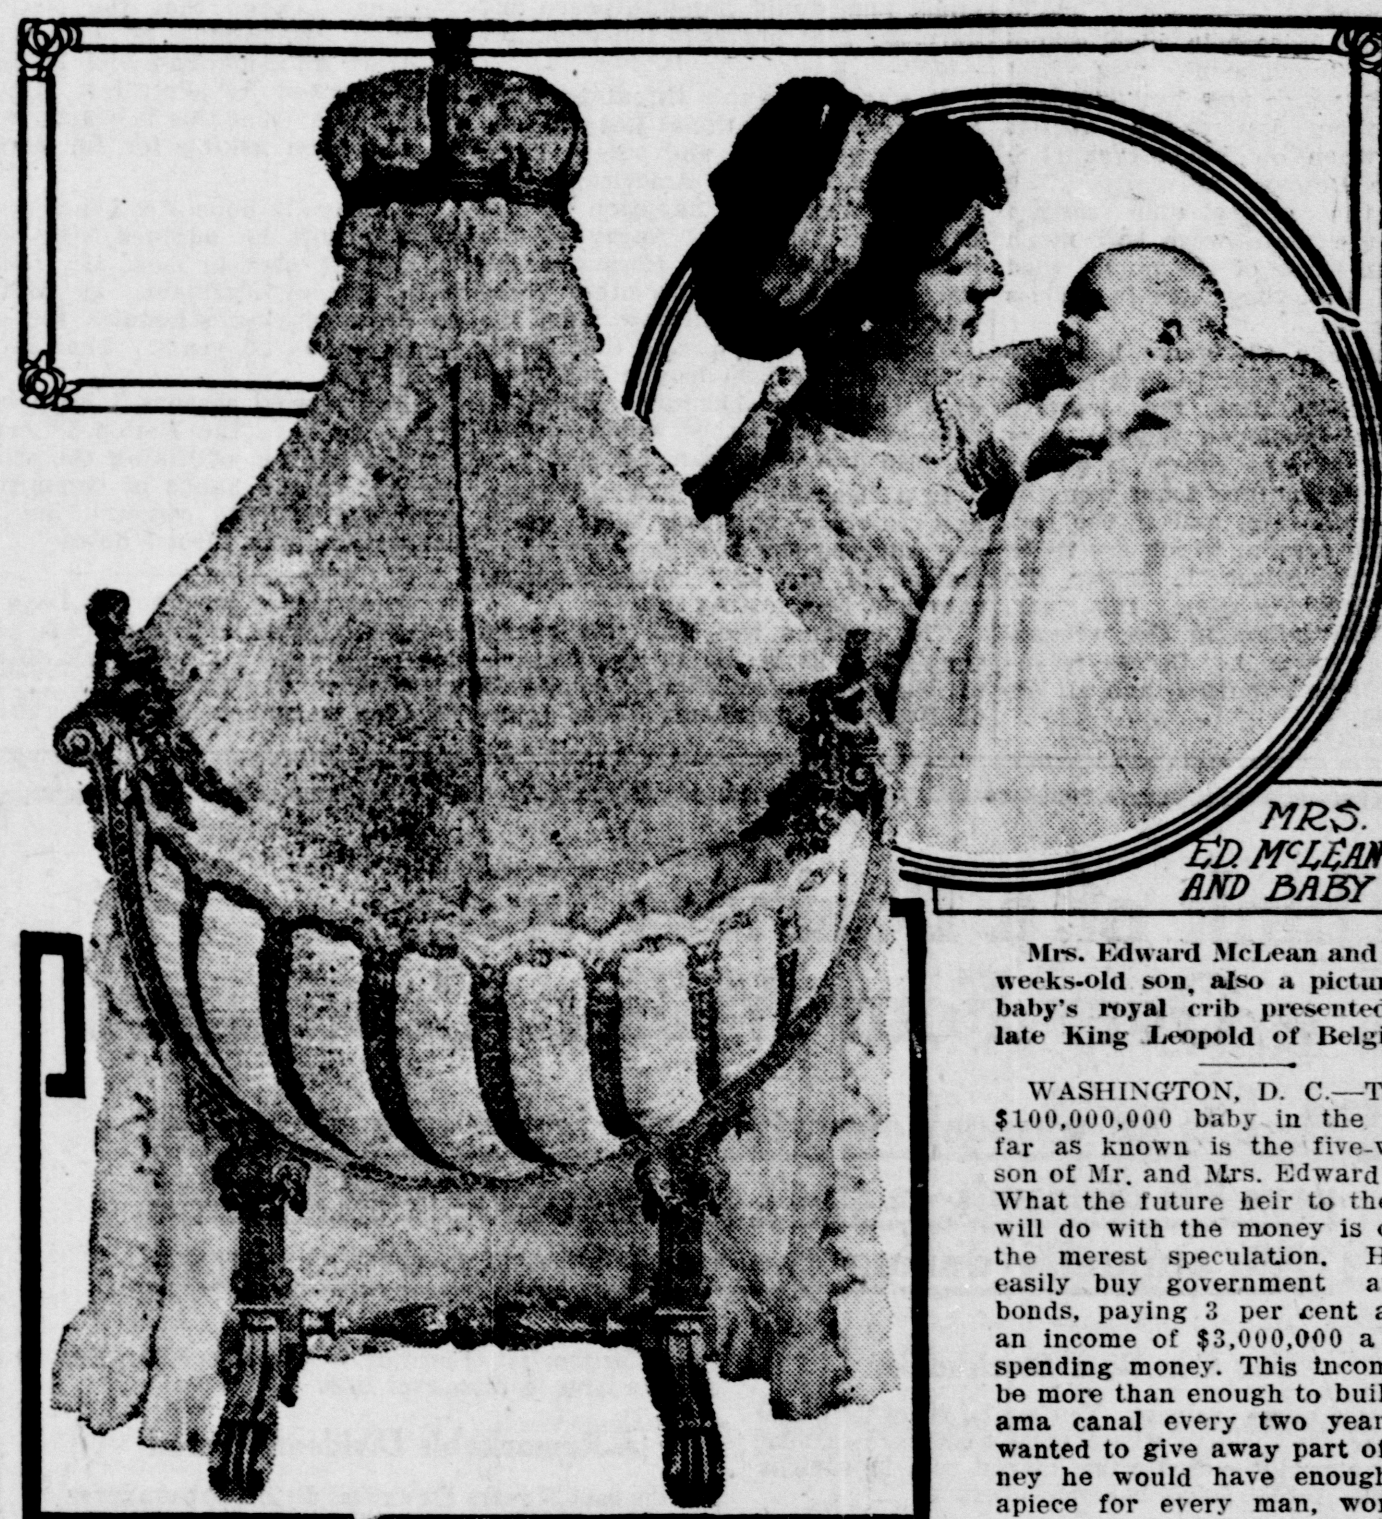 MRS.
ED. McLEAN
AND BABY
Mrs. Edward McLean and
weeks-old son, also a pictu
baby's royal crib presented
late King Leopold of Belgi
WASHINGTON, D. C.—T
$100,000,000 baby in the
far as known is the five-w
son of Mr. and Mrs. Edward
What the future heir to the
will do with the money is
the merest speculation. H
easily buy government a
bonds, paying 3 per cent a
an income of $3,000,000 a
spending money. This incom
be more than enough to buil
ama canal every two year
wanted to give away part of
ney he would have enough
apiece for every man, wo